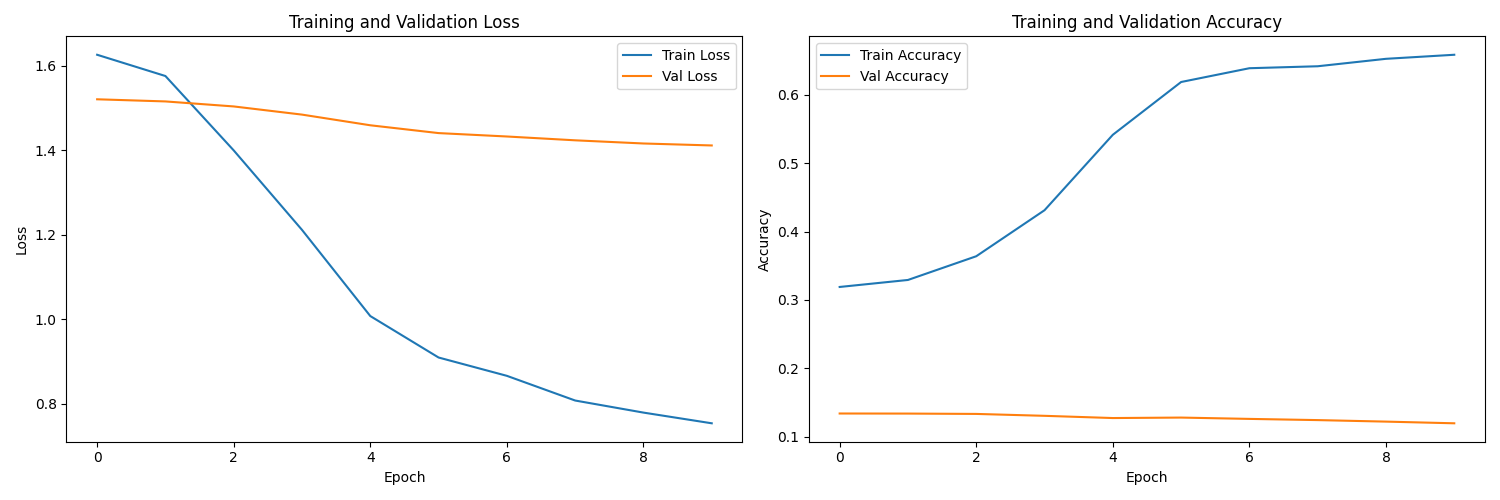 Training and Validation Loss
Train Loss
Val Loss
1.6
1.4
1.2
1.0
0.8
Loss
0 2 4 6 8
Epoch
Training and Validation Accuracy
Train Accuracy
Val Accuracy
0.6
0.5
0.4
0.3
0.2
0.1
Accuracy
0 2 4 6 8
Epoch